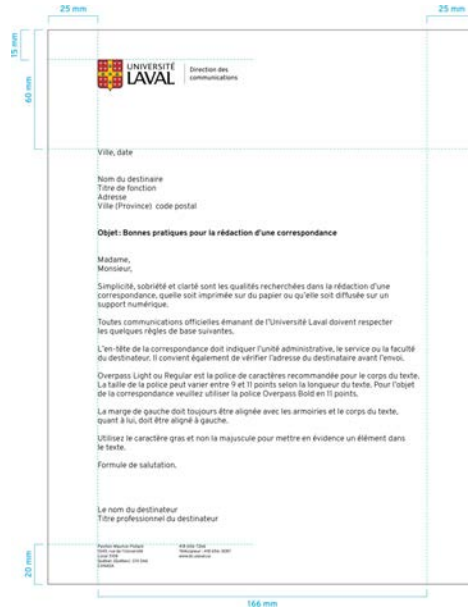 25 mm
25 mm
15 mm
60 mm
UNIVERSITÉ
LAVAL
Direction des
communications
Ville, date
Nom du destinaire
Titre de fonction
Adresse
Ville (Province) code postal
Objet : Bonnes pratiques pour la rédaction d'une correspondance
Madame,
Monsieur,
Simplicité, sobriété et clarté sont les qualités recherchées dans la rédaction d'une
correspondance, quelle soit imprimée sur du papier ou qu'elle soit diffusée sur un
support numérique.
Toutes communications officielles émanant de l'Université Laval doivent respecter
les quelques règles de base suivantes.
L'en-tête de la correspondance doit indiquer l'unité administrative, le service ou la faculté
du destinateur. Il convient également de vérifier l'adresse du destinataire avant l'envoi.
Overpass Light ou Regular est la police de caractères recommandée pour le corps du texte.
La taille de la police peut varier entre 9 et 11 points selon la longueur du texte. Pour l'objet
de la correspondance veuillez utiliser la police Overpass Bold en 11 points.
La marge de gauche doit toujours être alignée avec les armoiries et le corps du texte,
quant à lui, doit être aligné à gauche.
Utilisez le caractère gras et non la majuscule pour mettre en évidence un élément dans
le texte.
Formule de salutation,
Le nom du destinateur
Titre professionnel du destinateur
20 mm
166 mm